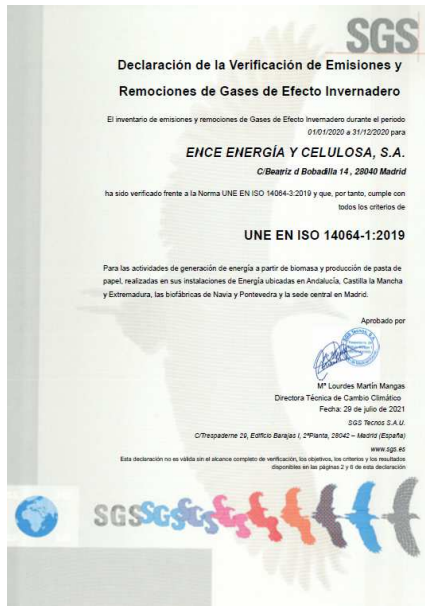 SGS
Declaración de la Verificación de Emisiones y
Remociones de Gases de Efecto Invernadero
El inventario de emisiones y remociones de Gases de Efecto Invernadero durante el periodo
01/01/2020 a 31/12/2020 para
ENCE ENERGÍA Y CELULOSA, S.A.
C/Beatriz d Bobadilla 14 , 28040 Madrid
ha sido verificado frente a la Norma UNE EN ISO 14064-3:2019 y que, por tanto, cumple con
todos los criterios de
UNE EN ISO 14064-1:2019
Para las actividades de generación de energía a partir de biomasa y producción de pasta de
papel, realizadas en sus instalaciones de Energía ubicadas en Andalucía, Castilla la Mancha
y Extremadura, las biofábricas de Navia y Pontevedra y la sede central en Madrid.
Aprobado por
SGS Tecnos, S.A.
Mª Lourdes Martín Mangas
Directora Técnica de Cambio Climático
Fecha: 29 de julio de 2021
SGS Tecnos S.A.U.
C/Trespaderne 29, Edificio Barajas I, 2ªPlanta, 28042 – Madrid (España)
www.sgs.es
Esta declaración no es válida sin el alcance completo de verificación, los objetivos, los criterios y los resultados
disponibles en las páginas 2 y 6 de esta declaración
SGS SGS SGS SGS